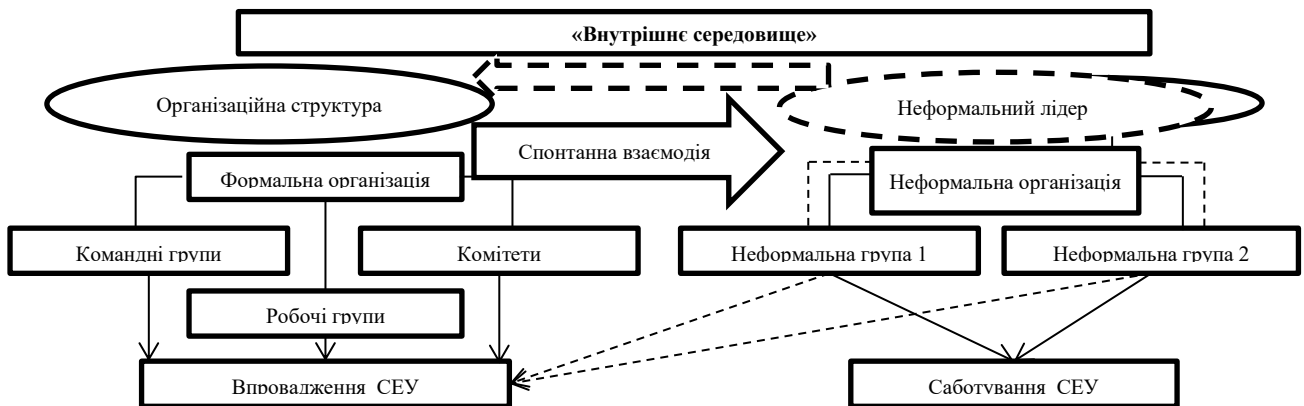 «Внутрішнє середовище»
Організаційна структура
Неформальний лідер
Спонтанна взаємодія
Формальна організація
Неформальна організація
Командні групи
Комітети
Неформальна група 1
Неформальна група 2
Робочі групи
Впровадження СЕУ
Саботування СЕУ